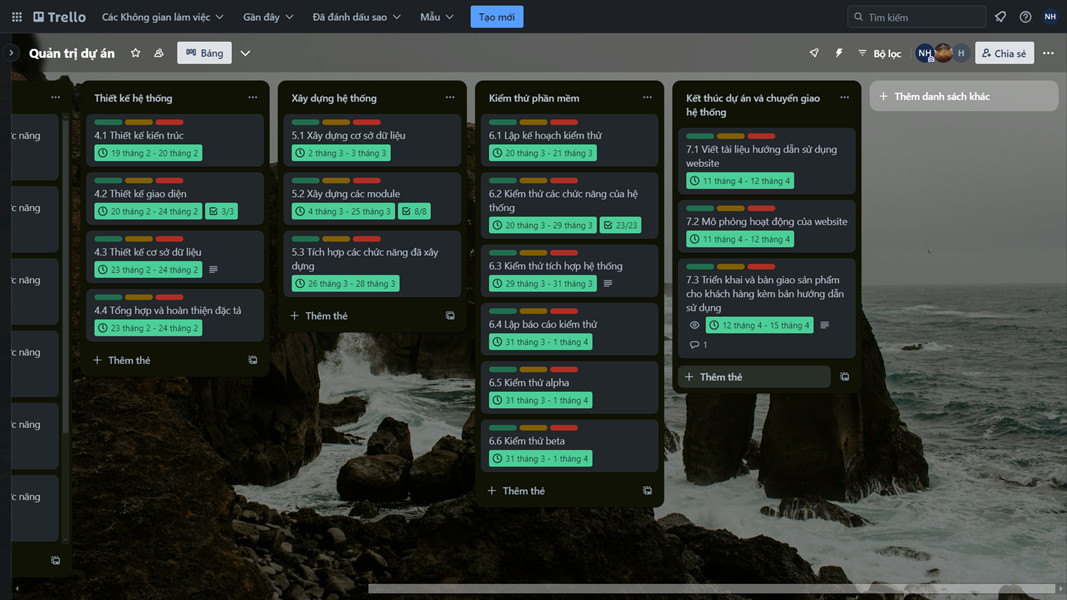 Trello
Các Không gian làm việc
Gần đây
Đã đánh dấu sao
Mẫu
Tạo mới
Tìm kiếm
NH
Quản trị dự án
Bảng
Bộ lọc
NH
H
Chia sẻ
ức năng
ức năng
ức năng
ức năng
ức năng
ức năng
Thiết kế hệ thống
4.1 Thiết kế kiến trúc
19 tháng 2 - 20 tháng 2
4.2 Thiết kế giao diện
20 tháng 2 - 24 tháng 2
3/3
4.3 Thiết kế cơ sở dữ liệu
23 tháng 2 - 24 tháng 2
4.4 Tổng hợp và hoàn thiện đặc tả
23 tháng 2 - 24 tháng 2
Thêm thẻ
Xây dựng hệ thống
5.1 Xây dựng cơ sở dữ liệu
2 tháng 3 - 3 tháng 3
5.2 Xây dựng các module
4 tháng 3 - 25 tháng 3
8/8
5.3 Tích hợp các chức năng đã xây
dựng
26 tháng 3 - 28 tháng 3
Thêm thẻ
Kiểm thử phần mềm
6.1 Lập kế hoạch kiểm thử
20 tháng 3 - 21 tháng 3
6.2 Kiểm thử các chức năng của hệ
thống
20 tháng 3 - 29 tháng 3
23/23
6.3 Kiểm thử tích hợp hệ thống
29 tháng 3 - 31 tháng 3
6.4 Lập báo cáo kiểm thử
31 tháng 3 - 1 tháng 4
6.5 Kiểm thử alpha
31 tháng 3 - 1 tháng 4
6.6 Kiểm thử beta
31 tháng 3 - 1 tháng 4
Thêm thẻ
Kết thúc dự án và chuyển giao
hệ thống
7.1 Viết tài liệu hướng dẫn sử dụng
website
11 tháng 4 - 12 tháng 4
7.2 Mô phỏng hoạt động của website
11 tháng 4 - 12 tháng 4
7.3 Triển khai và bàn giao sản phẩm
cho khách hàng kèm bản hướng dẫn
sử dụng
12 tháng 4 - 15 tháng 4
1
Thêm thẻ
Thêm danh sách khác